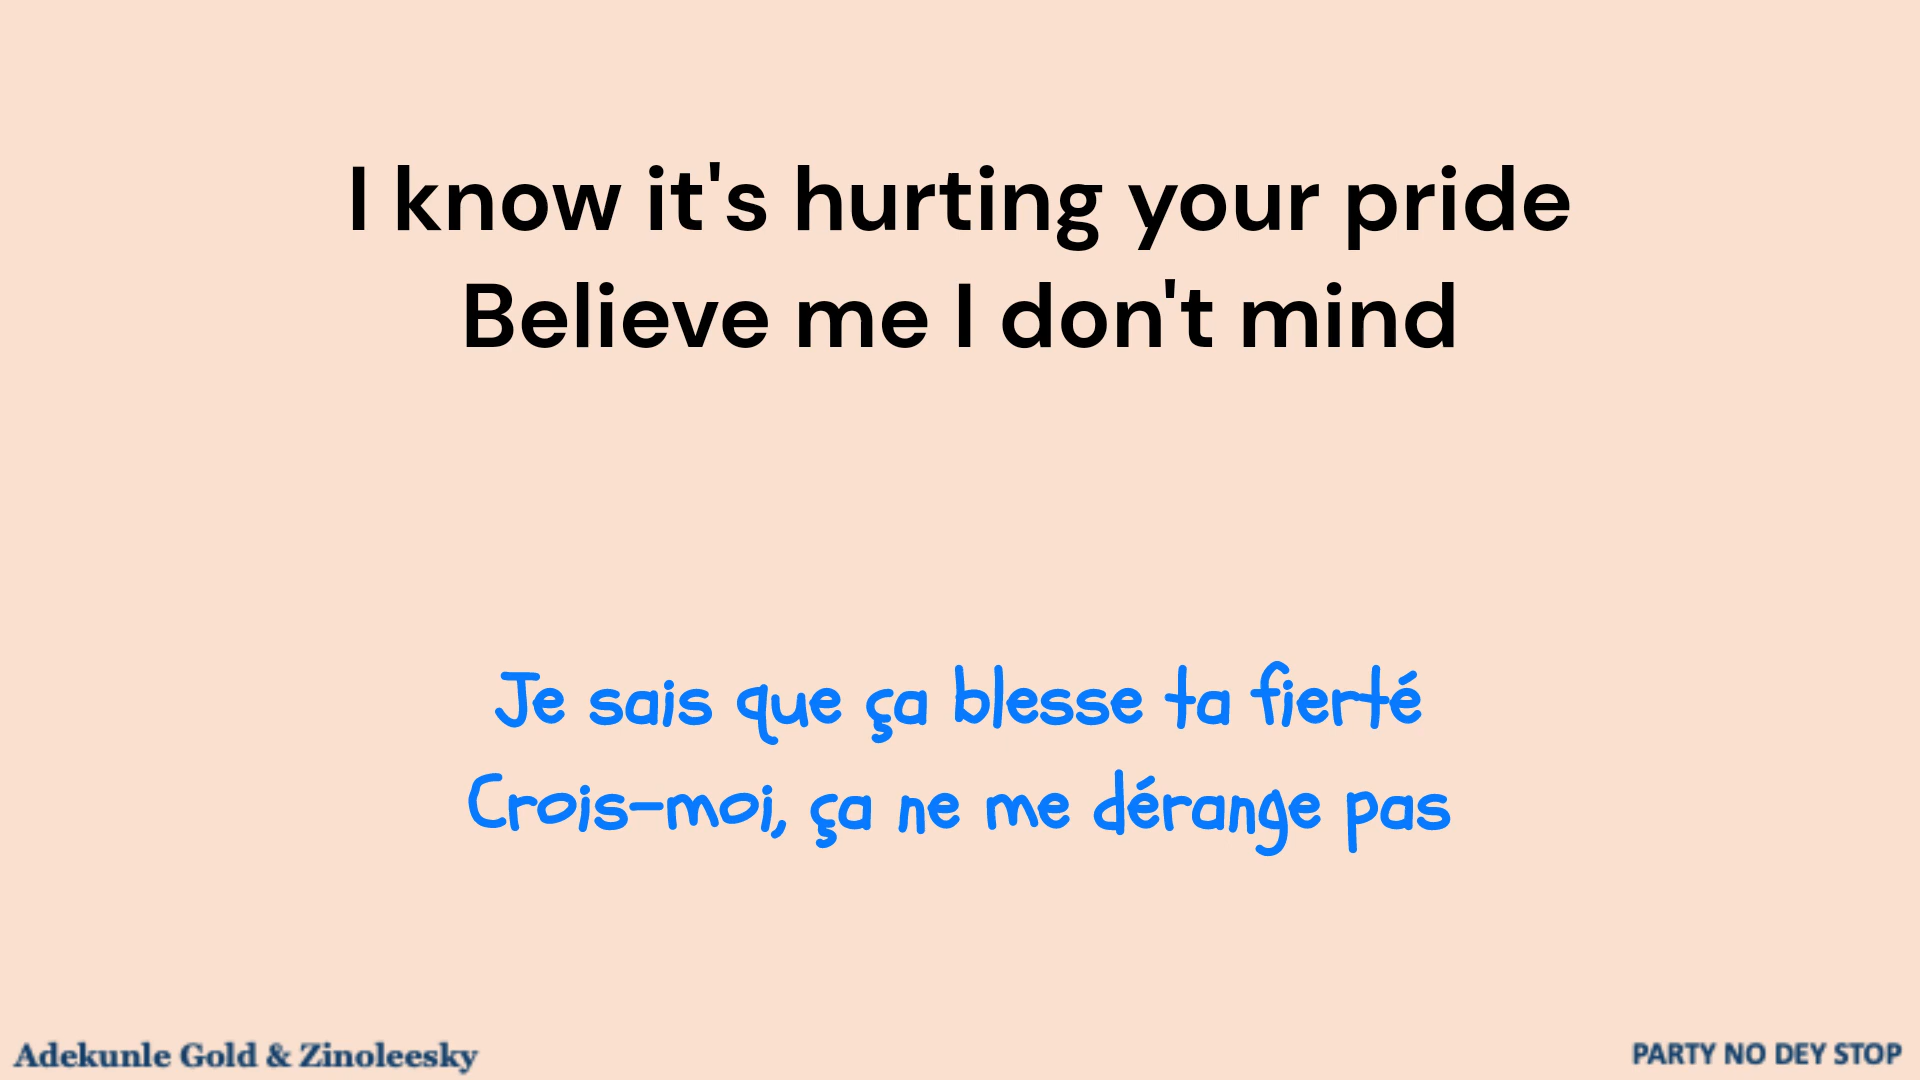 I know it's hurting your pride
Believe me I don't mind
Je sais que ça blesse ta fierté
Crois-moi, ça ne me dérange pas
Adekunle Gold & Zinoleesky
PARTY NO DEY STOP